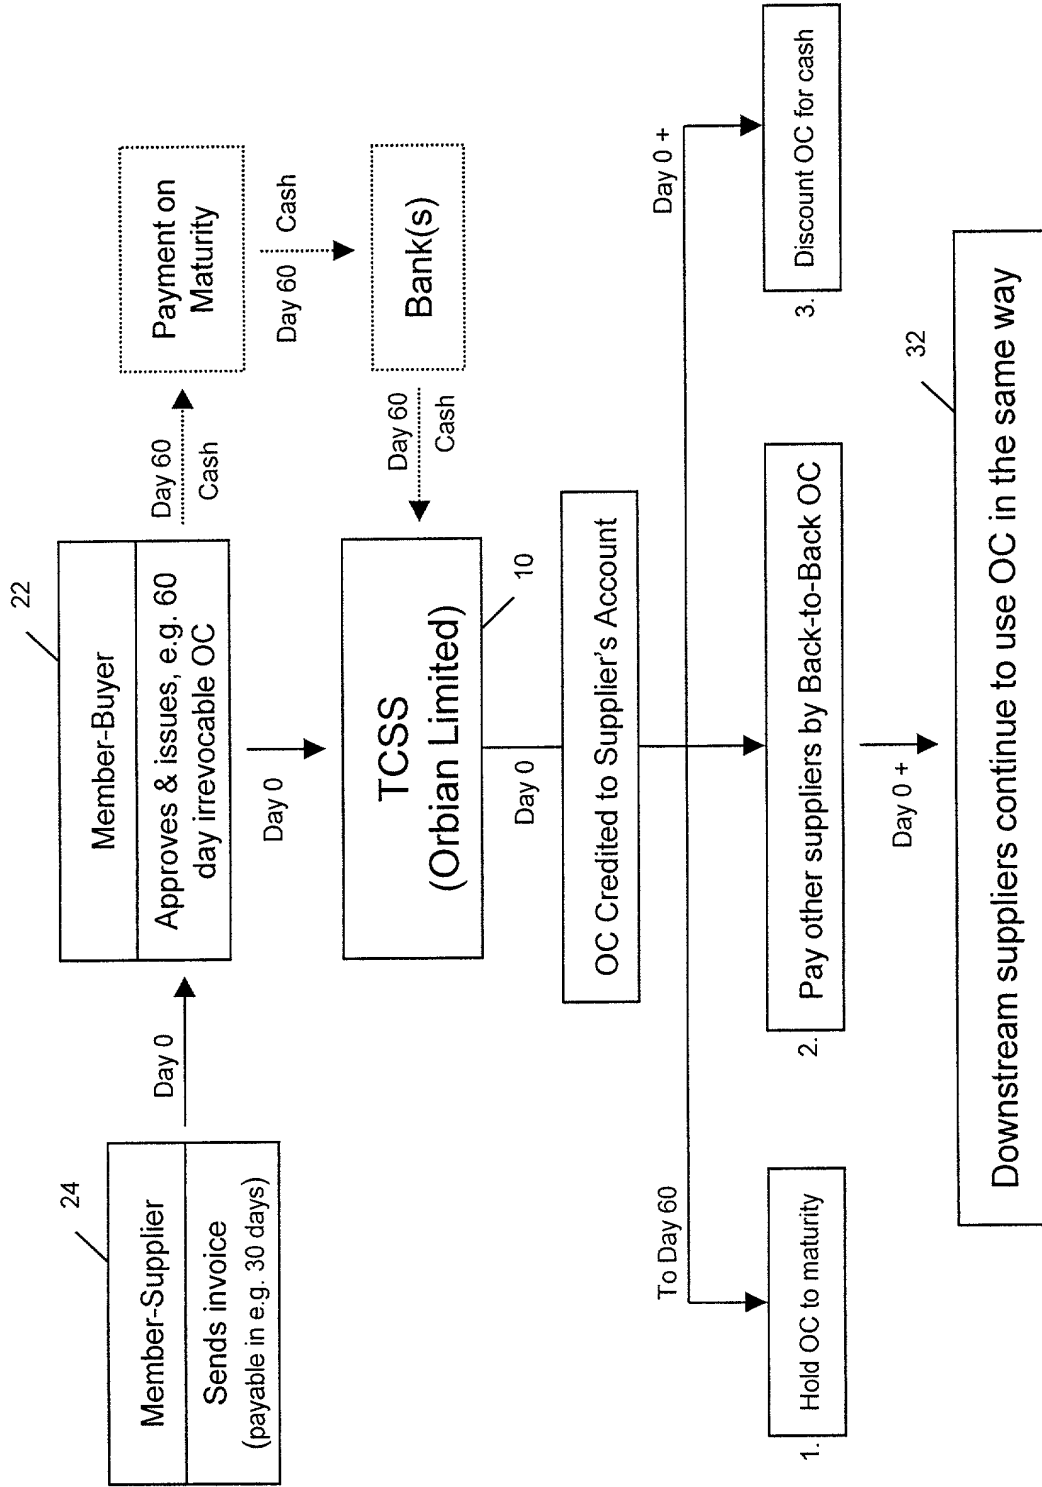 24
Member-Supplier
Sends invoice
(payable in e.g. 30 days)
Day 0
22
Member-Buyer
Approves & issues, e.g. 60
day irrevocable OC
Day 60
Cash
Payment on
Maturity
Day 60
Cash
Bank(s)
Day 60
Cash
Day 0
TCSS
(Orbian Limited)
10
Day 0
OC Credited to Supplier's Account
To Day 60
Day 0 +
1.
Hold OC to maturity
2.
Pay other suppliers by Back-to-Back OC
3.
Discount OC for cash
Day 0 +
32
Downstream suppliers continue to use OC in the same way